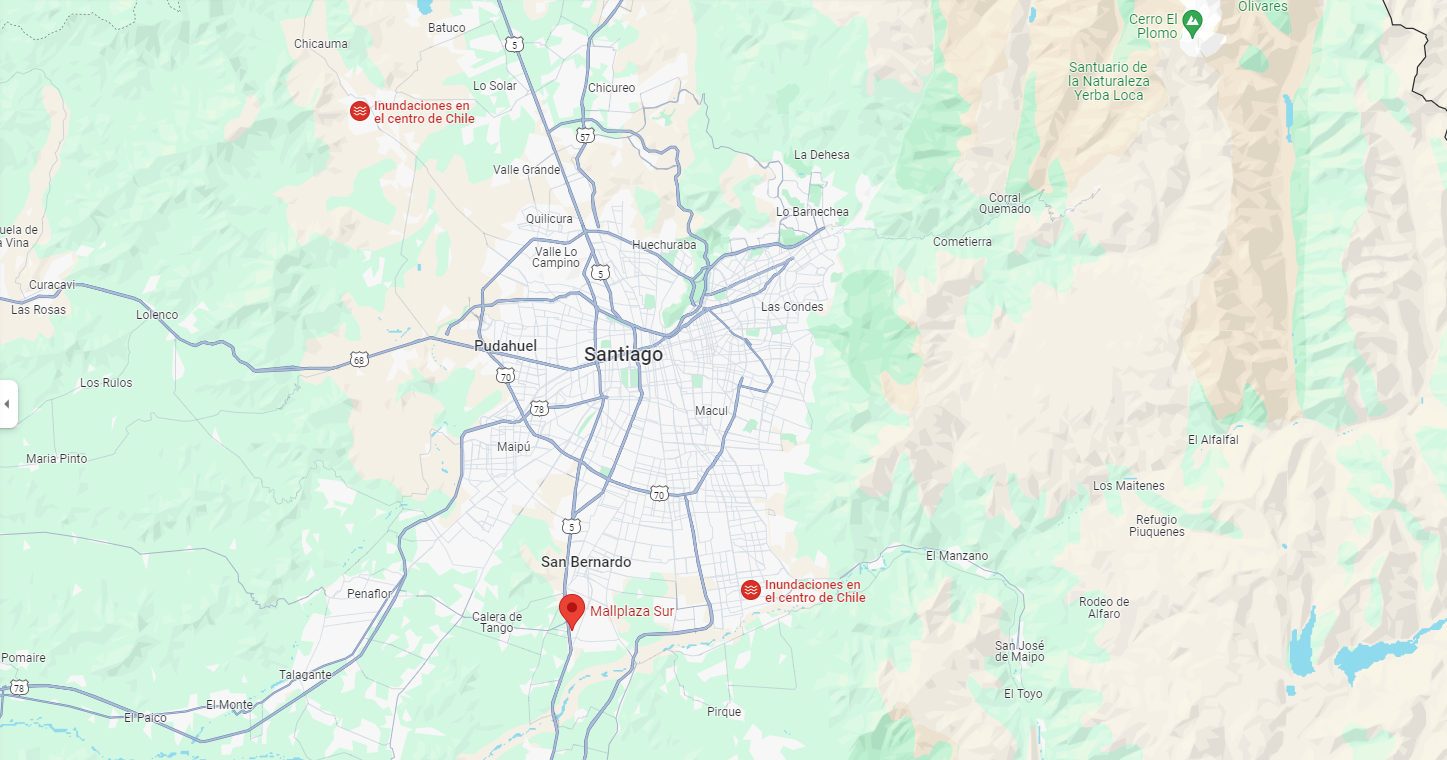 Olivares
Cerro El
Plomo
Batuco
Chicauma
5
Santuario de
la Naturaleza
Yerba Loca
Lo Solar
Chicureo
Inundaciones en
el centro de Chile
57
La Dehesa
Valle Grande
Corral
Quemado
Quilicura
Lo Barnechea
uela de
a Vina
Huechuraba
Cometierra
Valle Lo
Campino
5
Curacavi
Las Rosas
Lolenco
Las Condes
Pudahuel
Santiago
68
70
Los Rulos
78
Macul
Maipú
El Alfalfal
Maria Pinto
Los Maitenes
70
5
Refugio
Piuquenes
San Bernardo
El Manzano
Inundaciones en
el centro de Chile
Penaflor
Mallplaza Sur
Rodeo de
Alfaro
Calera de
Tango
San José
de Maipo
Pomaire
Talagante
78
El Toyo
El Monte
El Paico
Pirque